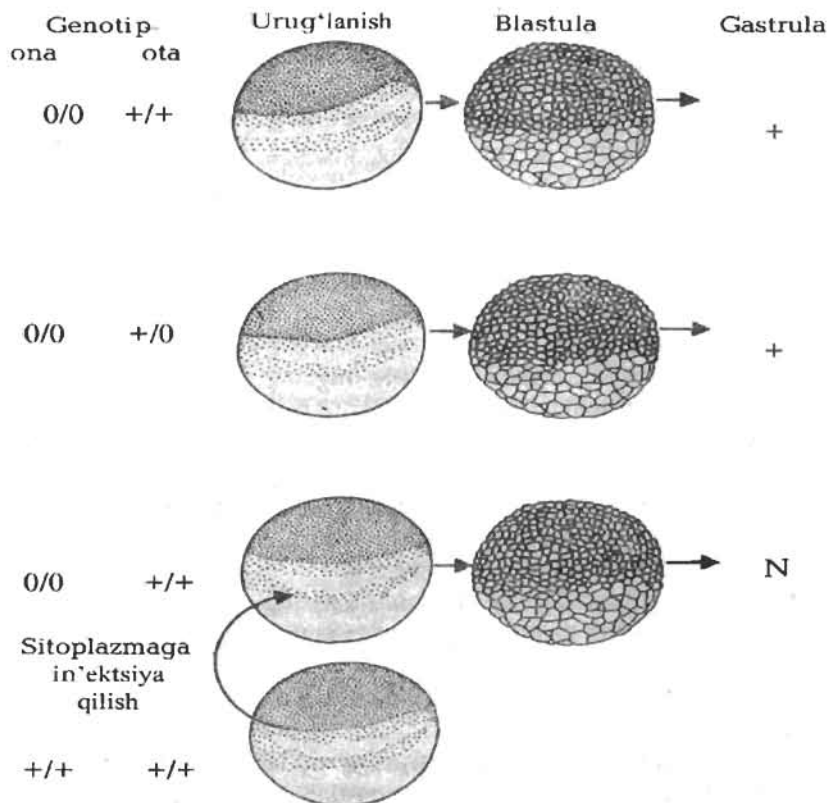 Genotip Urug‘lanish Blastula Gastrula
ona ota
0/0 +/+ +
0/0 +/0 +
0/0 +/+ N
Sitoplazmaga
in’ektsiya
qilish
+/+ +/+